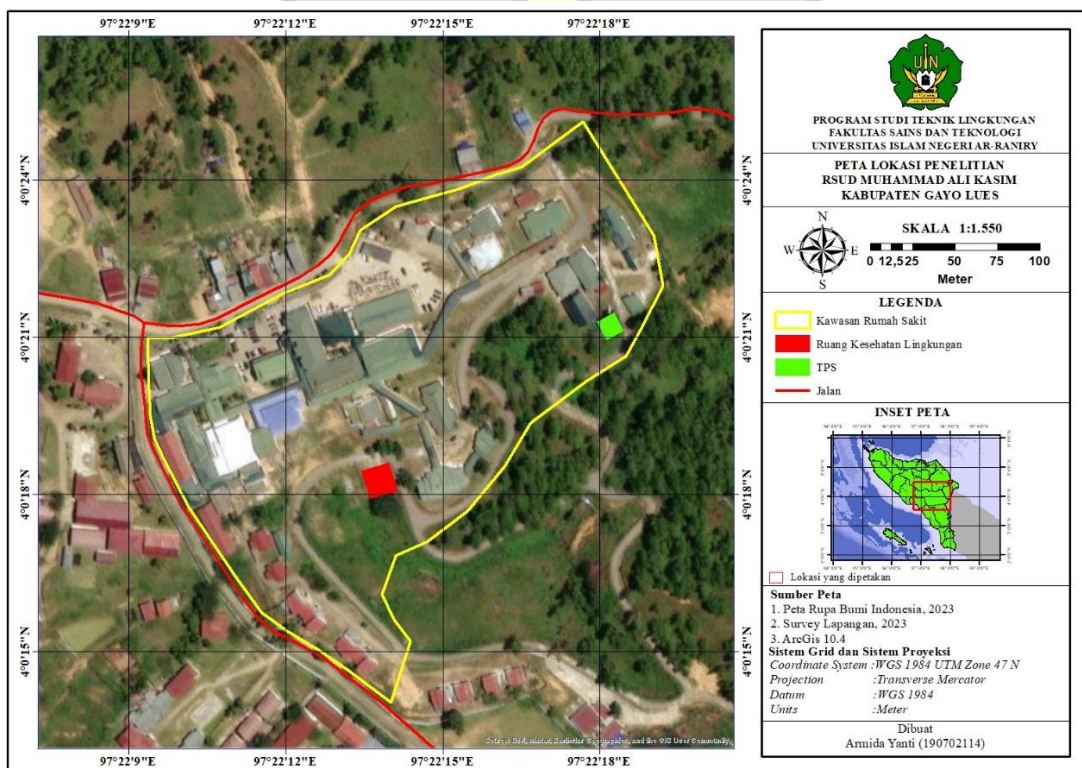 97°22'9"E 97°22'12"E 97°22'15"E 97°22'18"E
4°0'24"N 4°0'24"N
4°0'21"N 4°0'21"N
4°0'18"N 4°0'18"N
4°0'15"N 4°0'15"N
97°22'9"E 97°22'12"E 97°22'15"E 97°22'18"E
UIN
PROGRAM STUDI TEKNIK LINGKUNGAN
FAKULTAS SAINS DAN TEKNOLOGI
UNIVERSITAS ISLAM NEGERI AR-RANIRY
PETA LOKASI PENELITIAN
RSUD MUHAMMAD ALI KASIM
KABUPATEN GAYO LUES
N
W E
S
SKALA 1:1.550
0 12,525 50 75 100
Meter
LEGENDA
Kawasan Rumah Sakit
Ruang Kesehatan Lingkungan
TPS
Jalan
INSET PETA
Lokasi yang dipetakan
Sumber Peta
1. Peta Rupa Bumi Indonesia, 2023
2. Survey Lapangan, 2023
3. ArcGis 10.4
Sistem Grid dan Sistem Proyeksi
Coordinate System :WGS 1984 UTM Zone 47 N
Projection :Transverse Mercator
Datum :WGS 1984
Units :Meter
Dibuat
Armida Yanti (190702114)